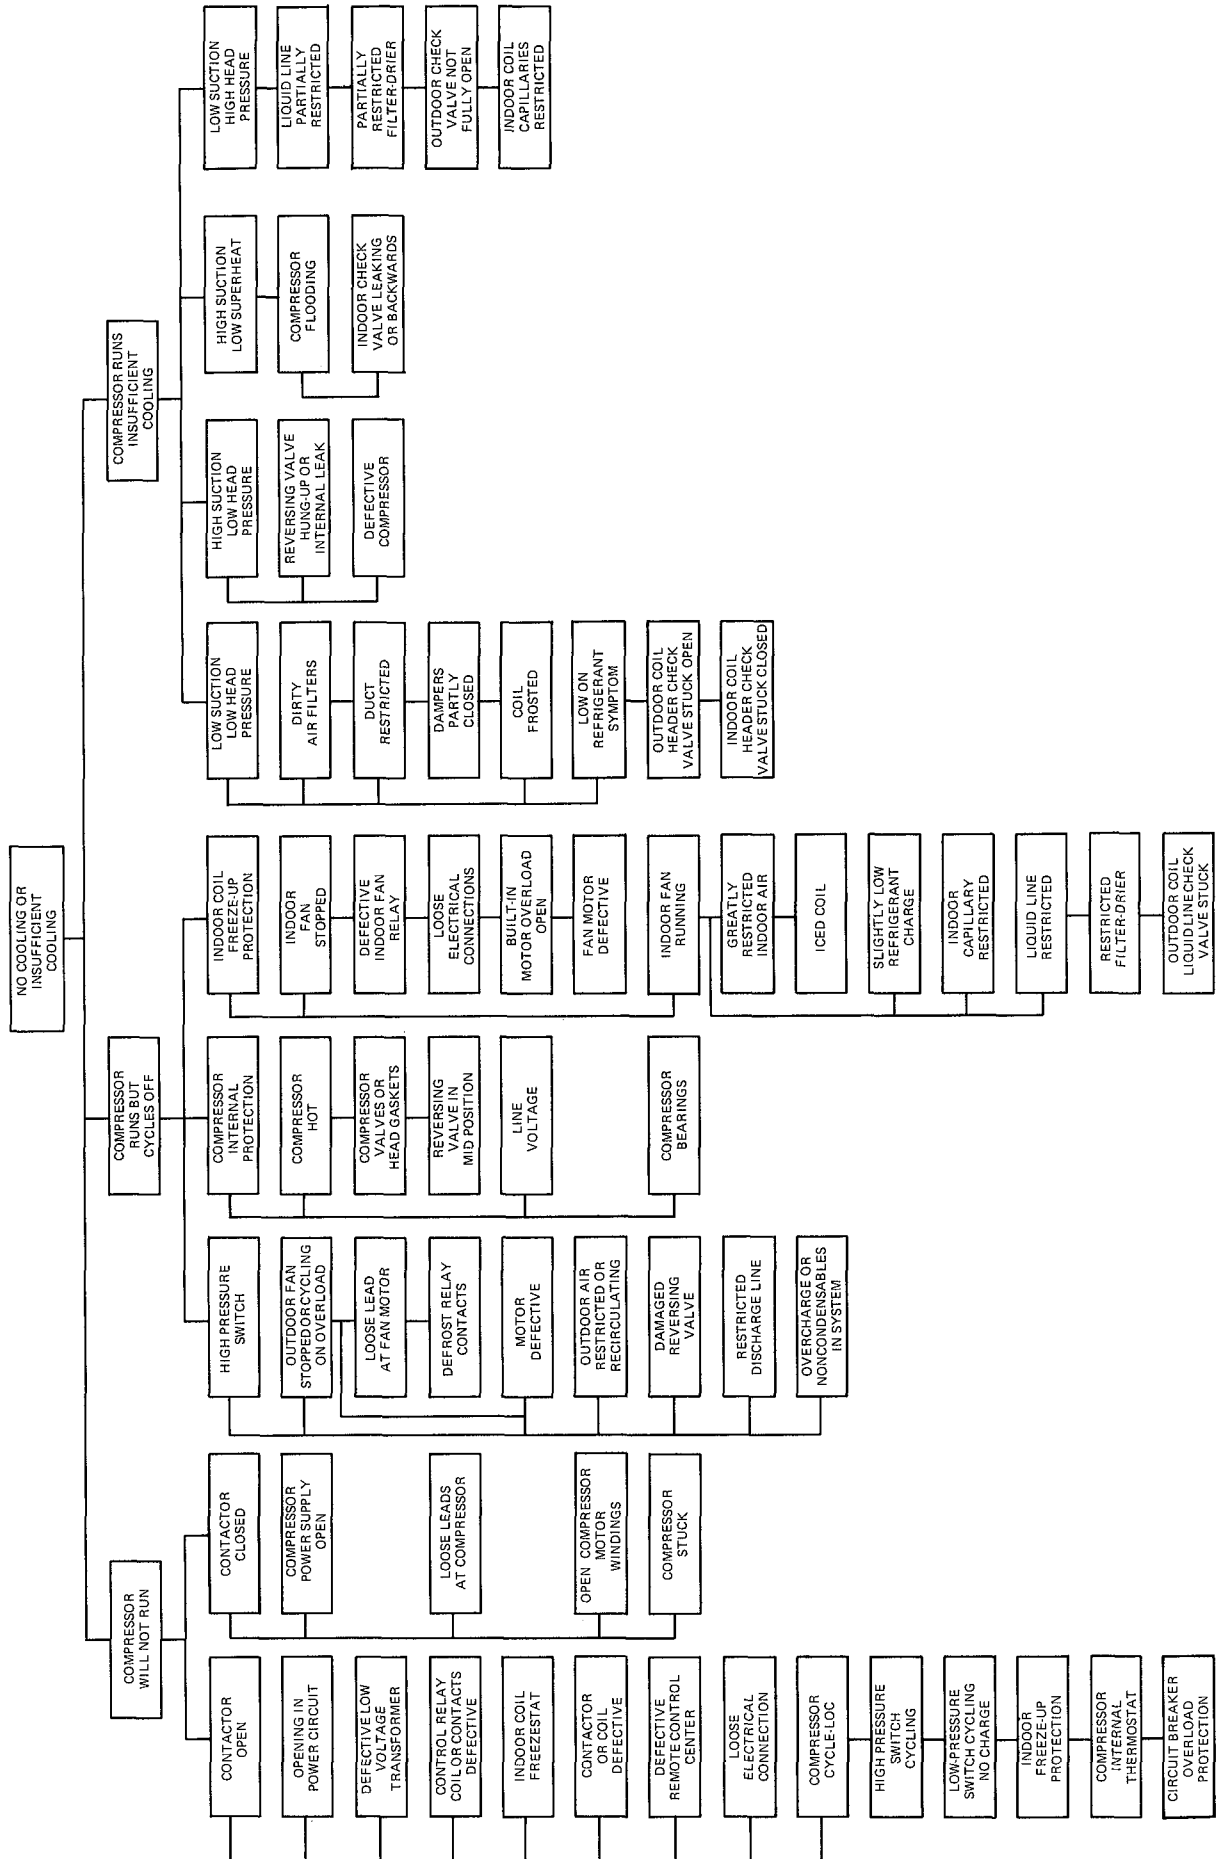 NO COOLING OR
INSUFFICIENT
COOLING
COMPRESSOR
WILL NOT RUN
CONTACTOR
OPEN
OPENING IN
POWER CIRCUIT
DEFECTIVE LOW
VOLTAGE
TRANSFORMER
CONTROL RELAY
COIL OR CONTACTS
DEFECTIVE
INDOOR COIL
FREEZESTAT
CONTACTOR
OR COIL
DEFECTIVE
DEFECTIVE
REMOTE CONTROL
CENTER
LOOSE
ELECTRICAL
CONNECTION
COMPRESSOR
CYCLE-LOC
HIGH PRESSURE
SWITCH
CYCLING
LOW-PRESSURE
SWITCH CYCLING
NO CHARGE
INDOOR
FREEZE-UP
PROTECTION
COMPRESSOR
INTERNAL
THERMOSTAT
CIRCUIT BREAKER
OVERLOAD
PROTECTION
CONTACTOR
CLOSED
COMPRESSOR
POWER SUPPLY
OPEN
LOOSE LEADS
AT COMPRESSOR
OPEN COMPRESSOR
MOTOR
WINDINGS
COMPRESSOR
STUCK
COMPRESSOR
RUNS BUT
CYCLES OFF
HIGH PRESSURE
SWITCH
OUTDOOR FAN
STOPPED OR CYCLING
ON OVERLOAD
LOOSE LEAD
AT FAN MOTOR
DEFROST RELAY
CONTACTS
MOTOR
DEFECTIVE
OUTDOOR AIR
RESTRICTED OR
RECIRCULATING
DAMAGED
REVERSING
VALVE
RESTRICTED
DISCHARGE LINE
OVERCHARGE OR
NONCONDENSABLES
IN SYSTEM
COMPRESSOR
INTERNAL
PROTECTION
COMPRESSOR
HOT
COMPRESSOR
VALVES OR
HEAD GASKETS
REVERSING
VALVE IN
MID POSITION
LINE
VOLTAGE
COMPRESSOR
BEARINGS
INDOOR COIL
FREEZE-UP
PROTECTION
INDOOR
FAN
STOPPED
DEFECTIVE
INDOOR FAN
RELAY
LOOSE
ELECTRICAL
CONNECTIONS
BUILT-IN
MOTOR OVERLOAD
OPEN
FAN MOTOR
DEFECTIVE
INDOOR FAN
RUNNING
GREATLY
RESTRICTED
INDOOR AIR
ICED COIL
SLIGHTLY LOW
REFRIGERANT
CHARGE
INDOOR
CAPILLARY
RESTRICTED
LIQUID LINE
RESTRICTED
RESTRICTED
FILTER-DRIER
OUTDOOR COIL
LIQUID LINE CHECK
VALVE STUCK
COMPRESSOR RUNS
INSUFFICIENT
COOLING
LOW SUCTION
LOW HEAD
PRESSURE
DIRTY
AIR FILTERS
DUCT
RESTRICTED
DAMPERS
PARTLY
CLOSED
COIL
FROSTED
LOW ON
REFRIGERANT
SYMPTOM
OUTDOOR COIL
HEADER CHECK
VALVE STUCK OPEN
INDOOR COIL
HEADER CHECK
VALVE STUCK CLOSED
HIGH SUCTION
LOW HEAD
PRESSURE
REVERSING VALVE
HUNG-UP OR
INTERNAL LEAK
DEFECTIVE
COMPRESSOR
HIGH SUCTION
LOW SUPERHEAT
COMPRESSOR
FLOODING
INDOOR CHECK
VALVE LEAKING
OR BACKWARDS
LOW SUCTION
HIGH HEAD
PRESSURE
LIQUID LINE
PARTIALLY
RESTRICTED
PARTIALLY
RESTRICTED
FILTER-DRIER
OUTDOOR CHECK
VALVE NOT
FULLY OPEN
INDOOR COIL
CAPILLARIES
RESTRICTED